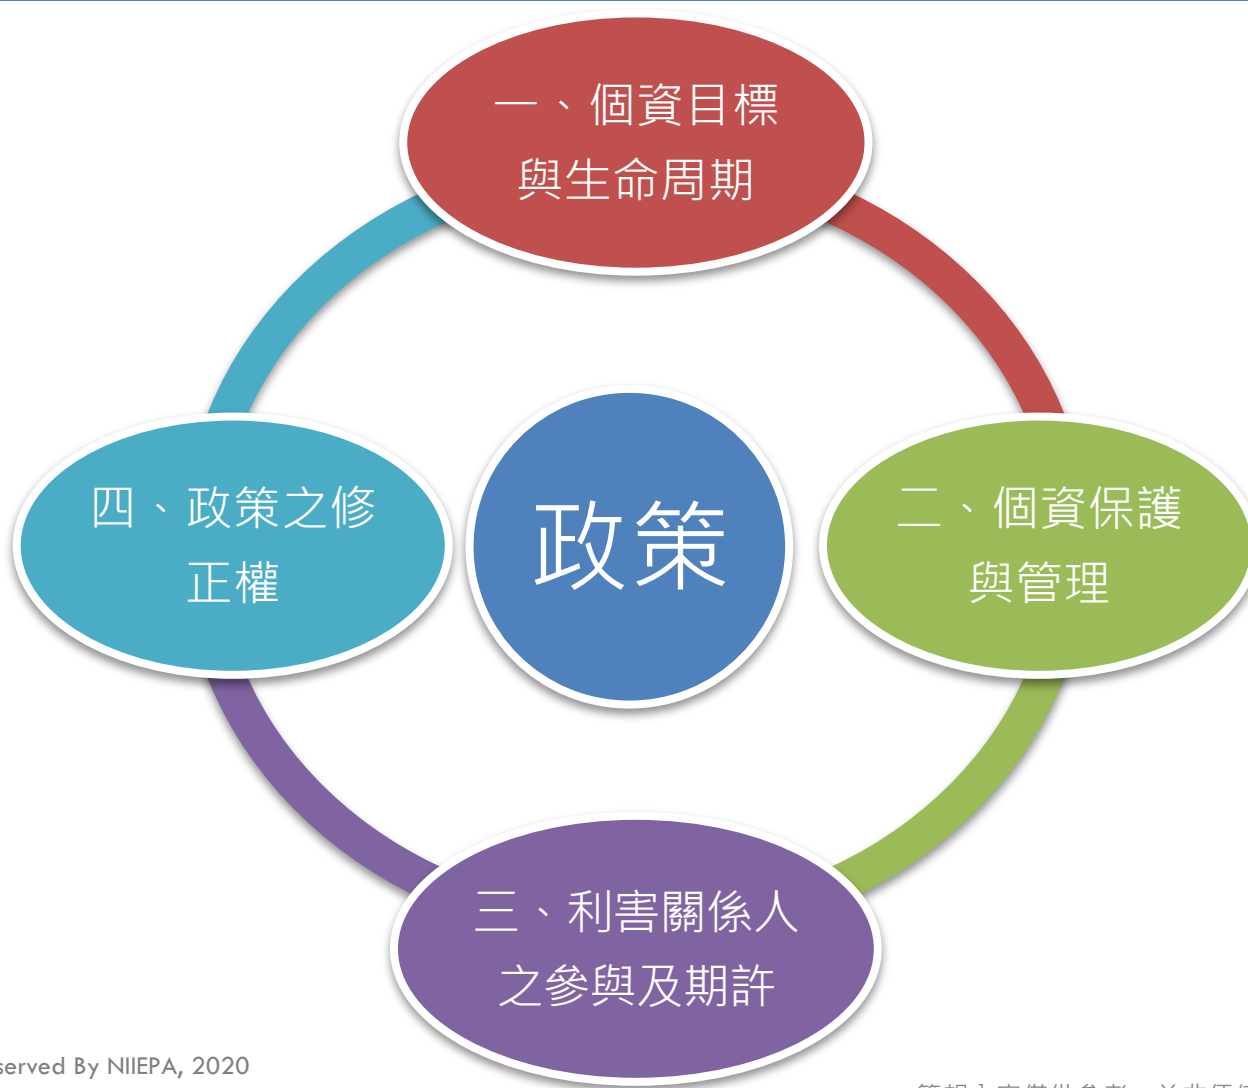 一、個資目標
與生命周期
四、政策之修
正權
政策
二、個資保護
與管理
三、利害關係人
之參與及期許
served By NIIEPA, 2020